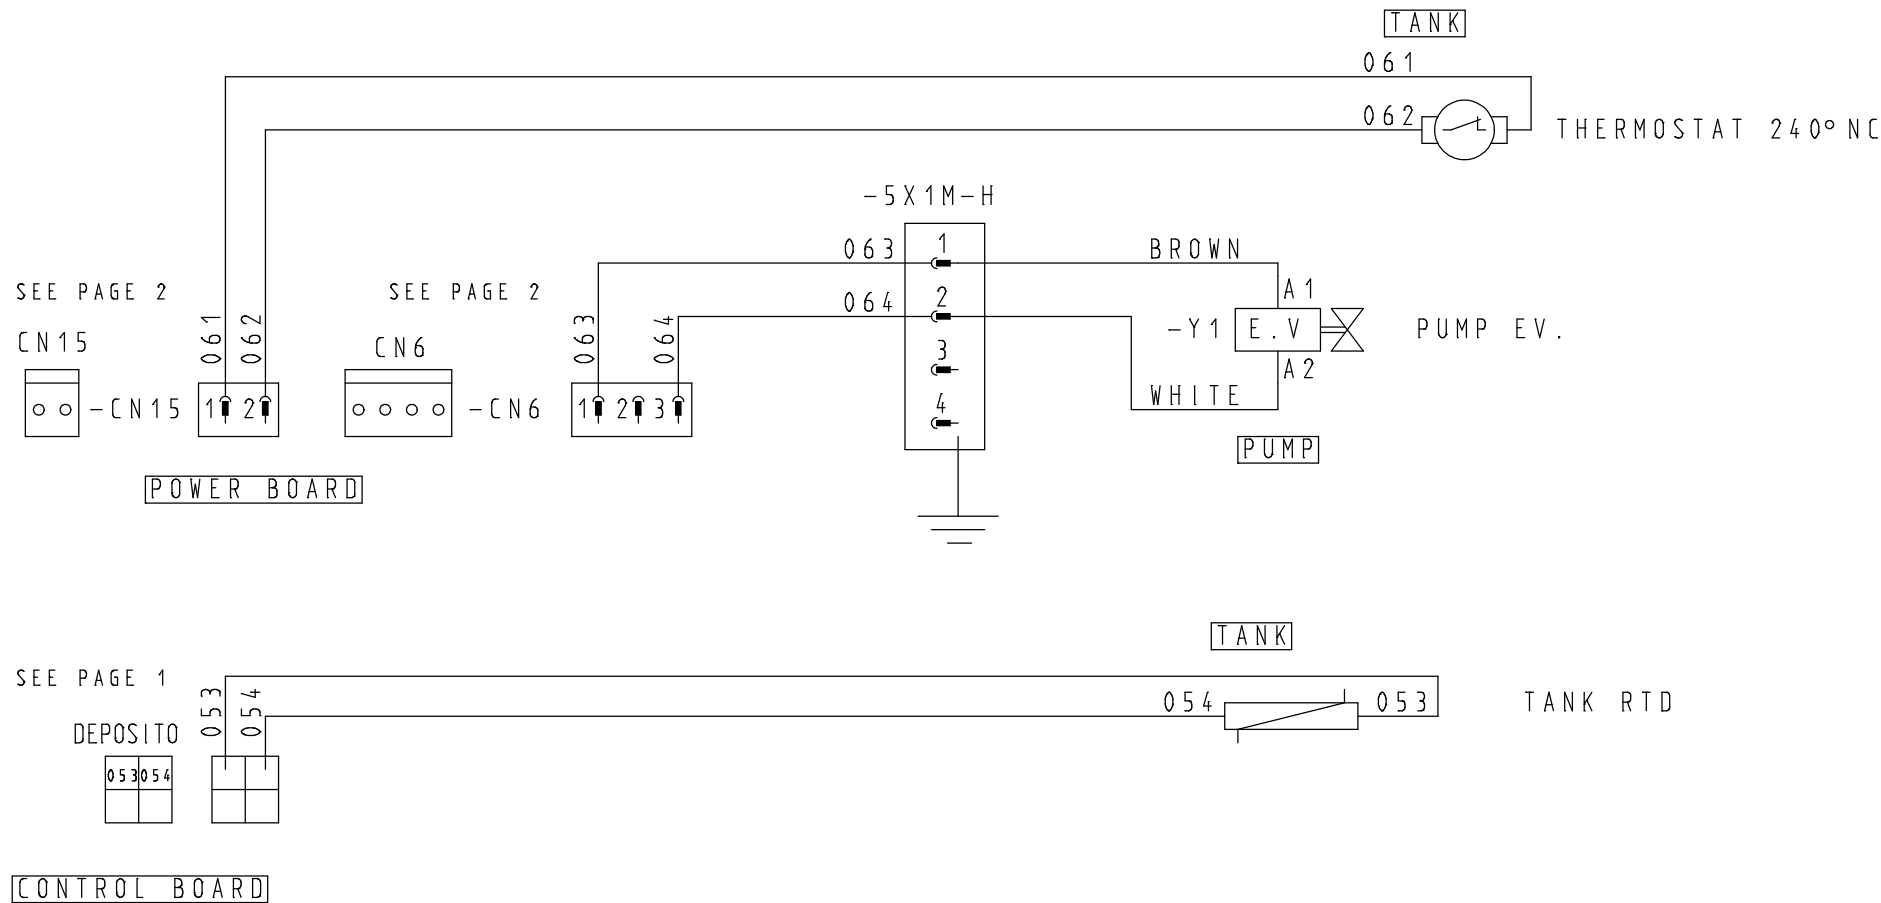 TANK
061
062
THERMOSTAT 240° NC
-5X1M-H
063
1
BROWN
SEE PAGE 2
SEE PAGE 2
A1
064
2
CN15
061
062
CN6
063
064
-Y1
E.V
PUMP EV.
3
A2
-CN15
1
2
-CN6
1
2
3
4
WHITE
PUMP
POWER BOARD
TANK
SEE PAGE 1
053
054
054
053
TANK RTD
DEPOSITO
053
054
CONTROL BOARD